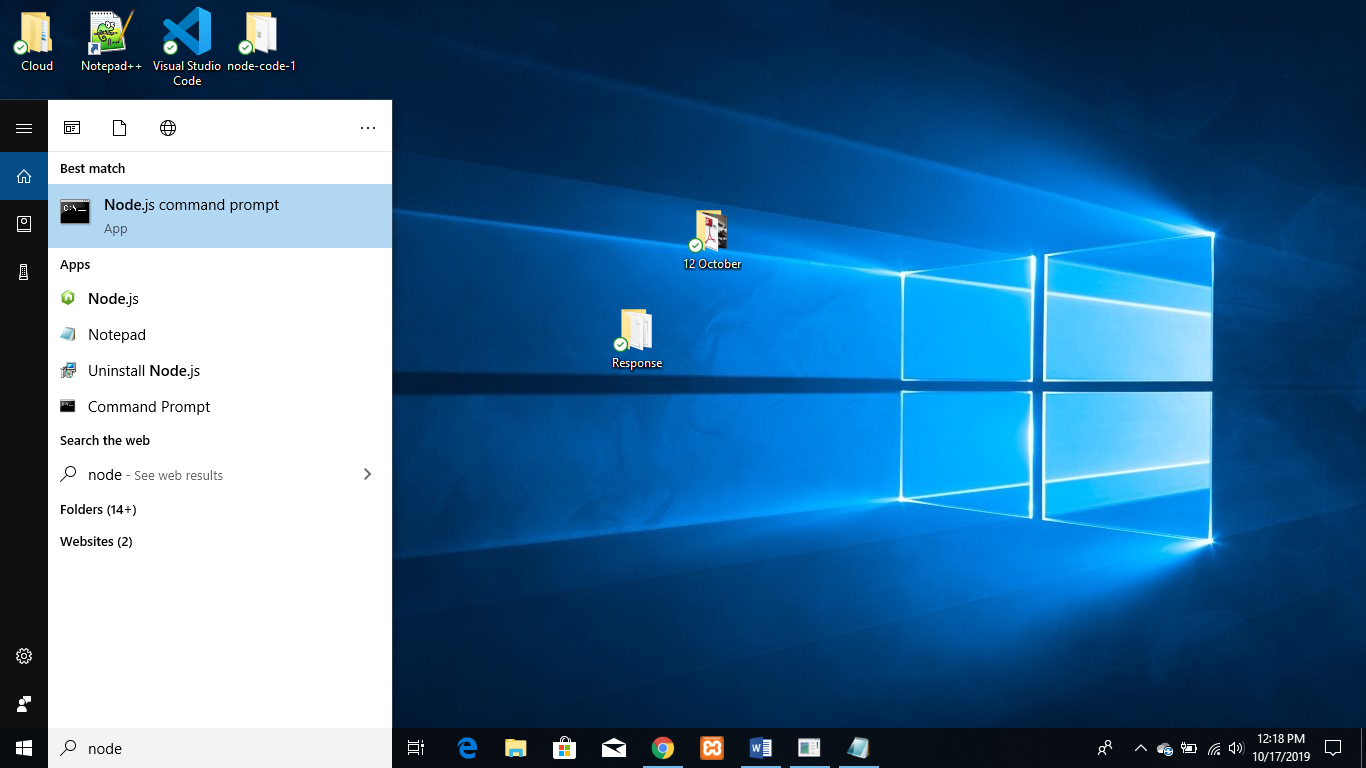 Cloud
Notepad++
Visual Studio
Code
node-code-1
Best match
Node.js command prompt
App
Apps
Node.js
Notepad
Uninstall Node.js
Command Prompt
Search the web
node - See web results
Folders (14+)
Websites (2)
12 October
Response
node
12:18 PM
10/17/2019